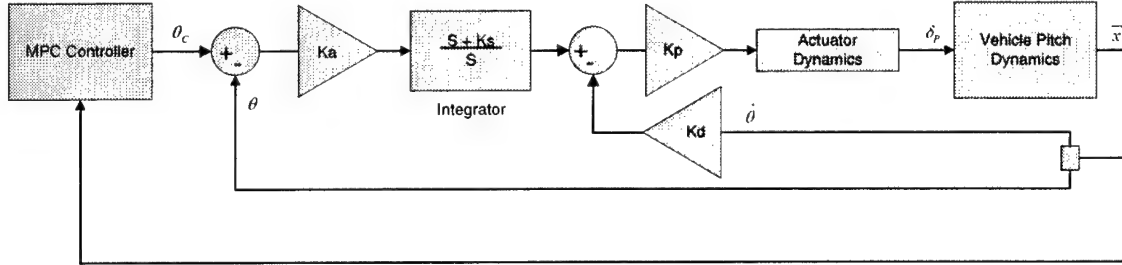 MPC Controller
θc
+
-
θ
Ka
S + Ks
S
Integrator
+
-
Kp
Actuator
Dynamics
δp
Vehicle Pitch
Dynamics
x̄
Kd
θ̇